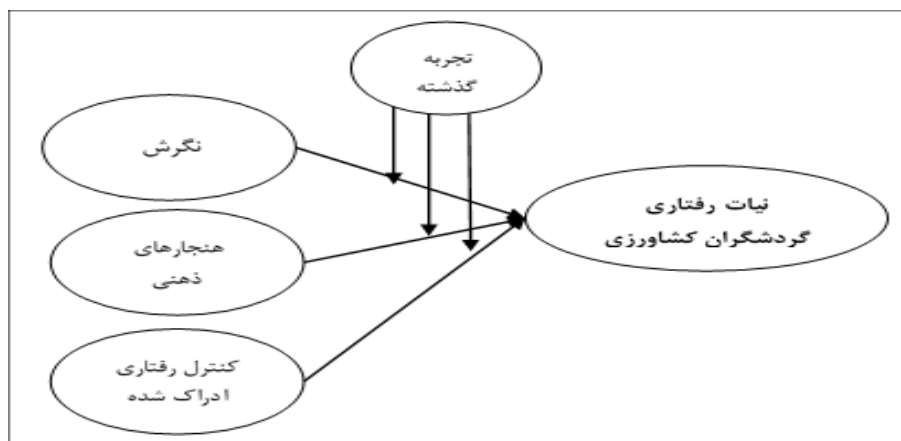 تجربه
گذشته
نگرش
نیات رفتاری
گردشگران کشاورزی
هنجارهای
ذهنی
کنترل رفتاری
ادراک شده